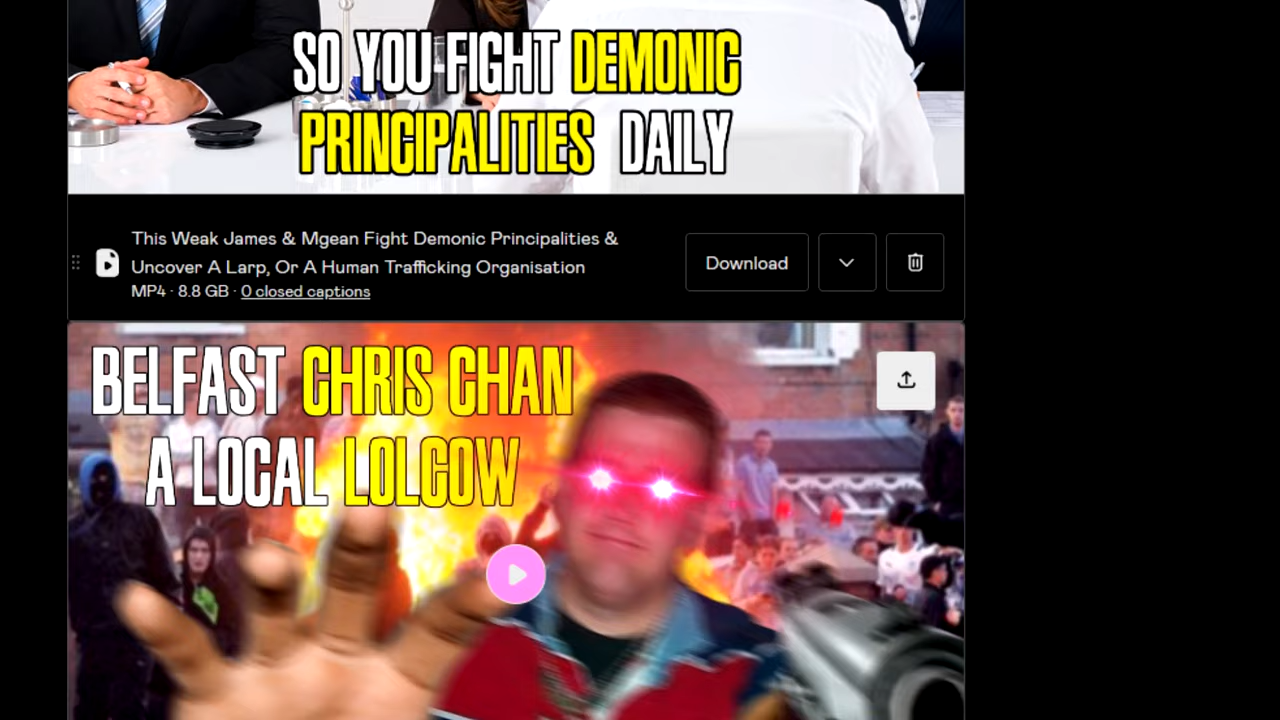 SO YOU FIGHT DEMONIC
PRINCIPALITIES DAILY
This Weak James & Mgean Fight Demonic Principalities &
Uncover A Larp, Or A Human Trafficking Organisation
MP4 · 8.8 GB · 0 closed captions
Download
BELFAST CHRIS CHAN
A LOCAL LOLCOW